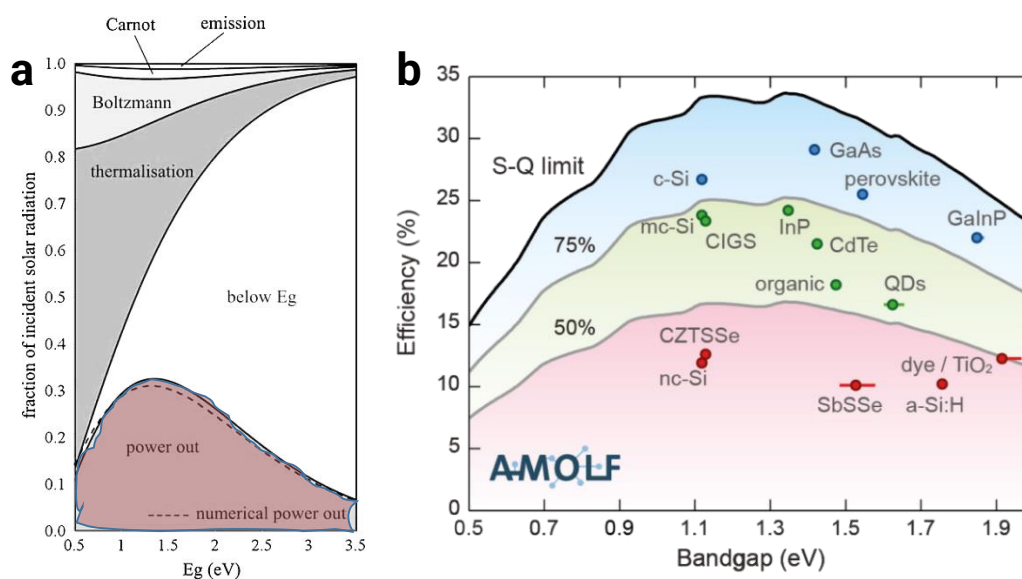 a
Carnot
emission
1.0
0.9
0.8
0.7
0.6
0.5
0.4
0.3
0.2
0.1
0.0
fraction of incident solar radiation
Boltzmann
thermalisation
below Eg
power out
numerical power out
0.5
1
1.5
2
2.5
3
3.5
Eg (eV)
b
35
30
25
20
15
10
5
0
Efficiency (%)
S-Q limit
75%
50%
GaAs
c-Si
perovskite
GaInP
mc-Si
CIGS
InP
CdTe
organic
QDs
CZTSSe
nc-Si
dye / TiO₂
SbSSe
a-Si:H
AMOLF
0.5
0.7
0.9
1.1
1.3
1.5
1.7
1.9
Bandgap (eV)